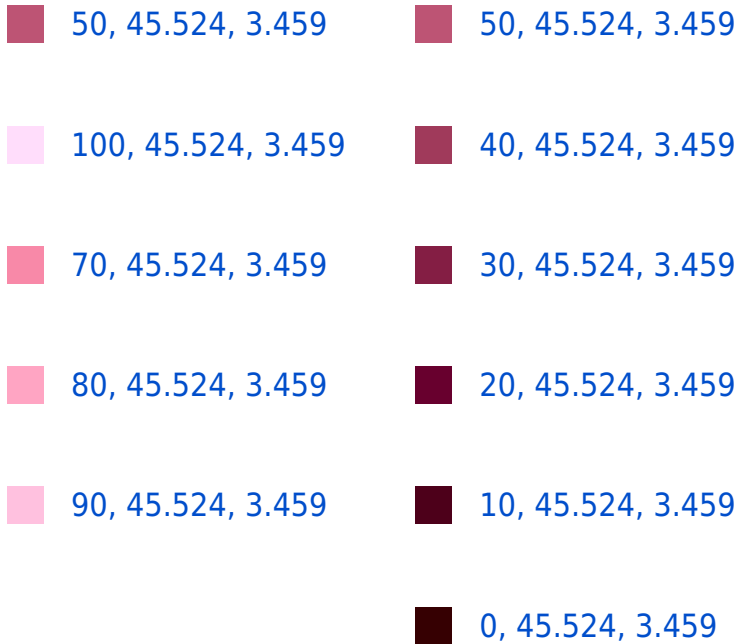 50, 45.524, 3.459
100, 45.524, 3.459
70, 45.524, 3.459
80, 45.524, 3.459
90, 45.524, 3.459
50, 45.524, 3.459
40, 45.524, 3.459
30, 45.524, 3.459
20, 45.524, 3.459
10, 45.524, 3.459
0, 45.524, 3.459